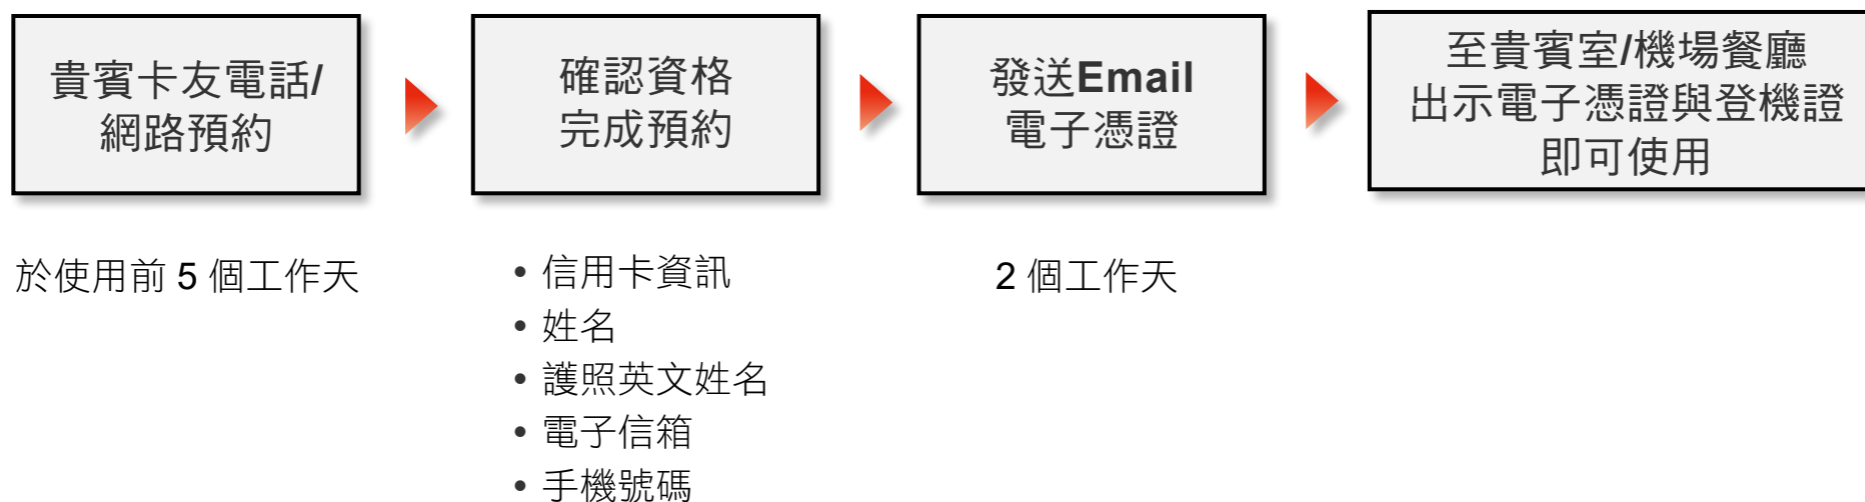 貴賓卡友電話/
網路預約
確認資格
完成預約
發送Email
電子憑證
至貴賓室/機場餐廳
出示電子憑證與登機證
即可使用
於使用前 5 個工作天
• 信用卡資訊
• 姓名
• 護照英文姓名
• 電子信箱
• 手機號碼
2 個工作天